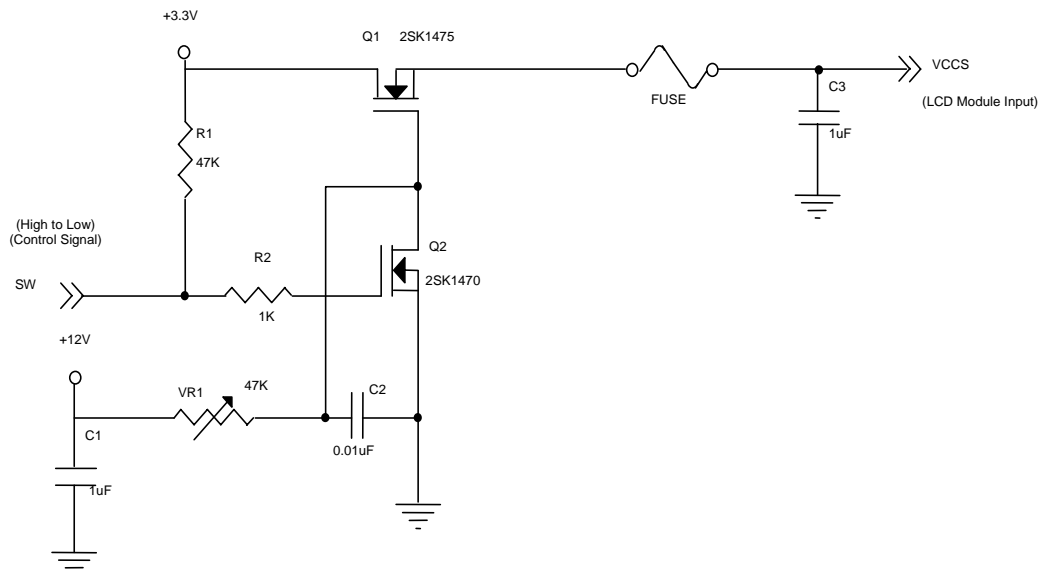 +3.3V
Q1 2SK1475
VCCS
FUSE
C3
(LCD Module Input)
R1
1uF
47K
(High to Low)
(Control Signal)
Q2
R2
SW
2SK1470
1K
+12V
VR1
47K
C2
C1
0.01uF
1uF